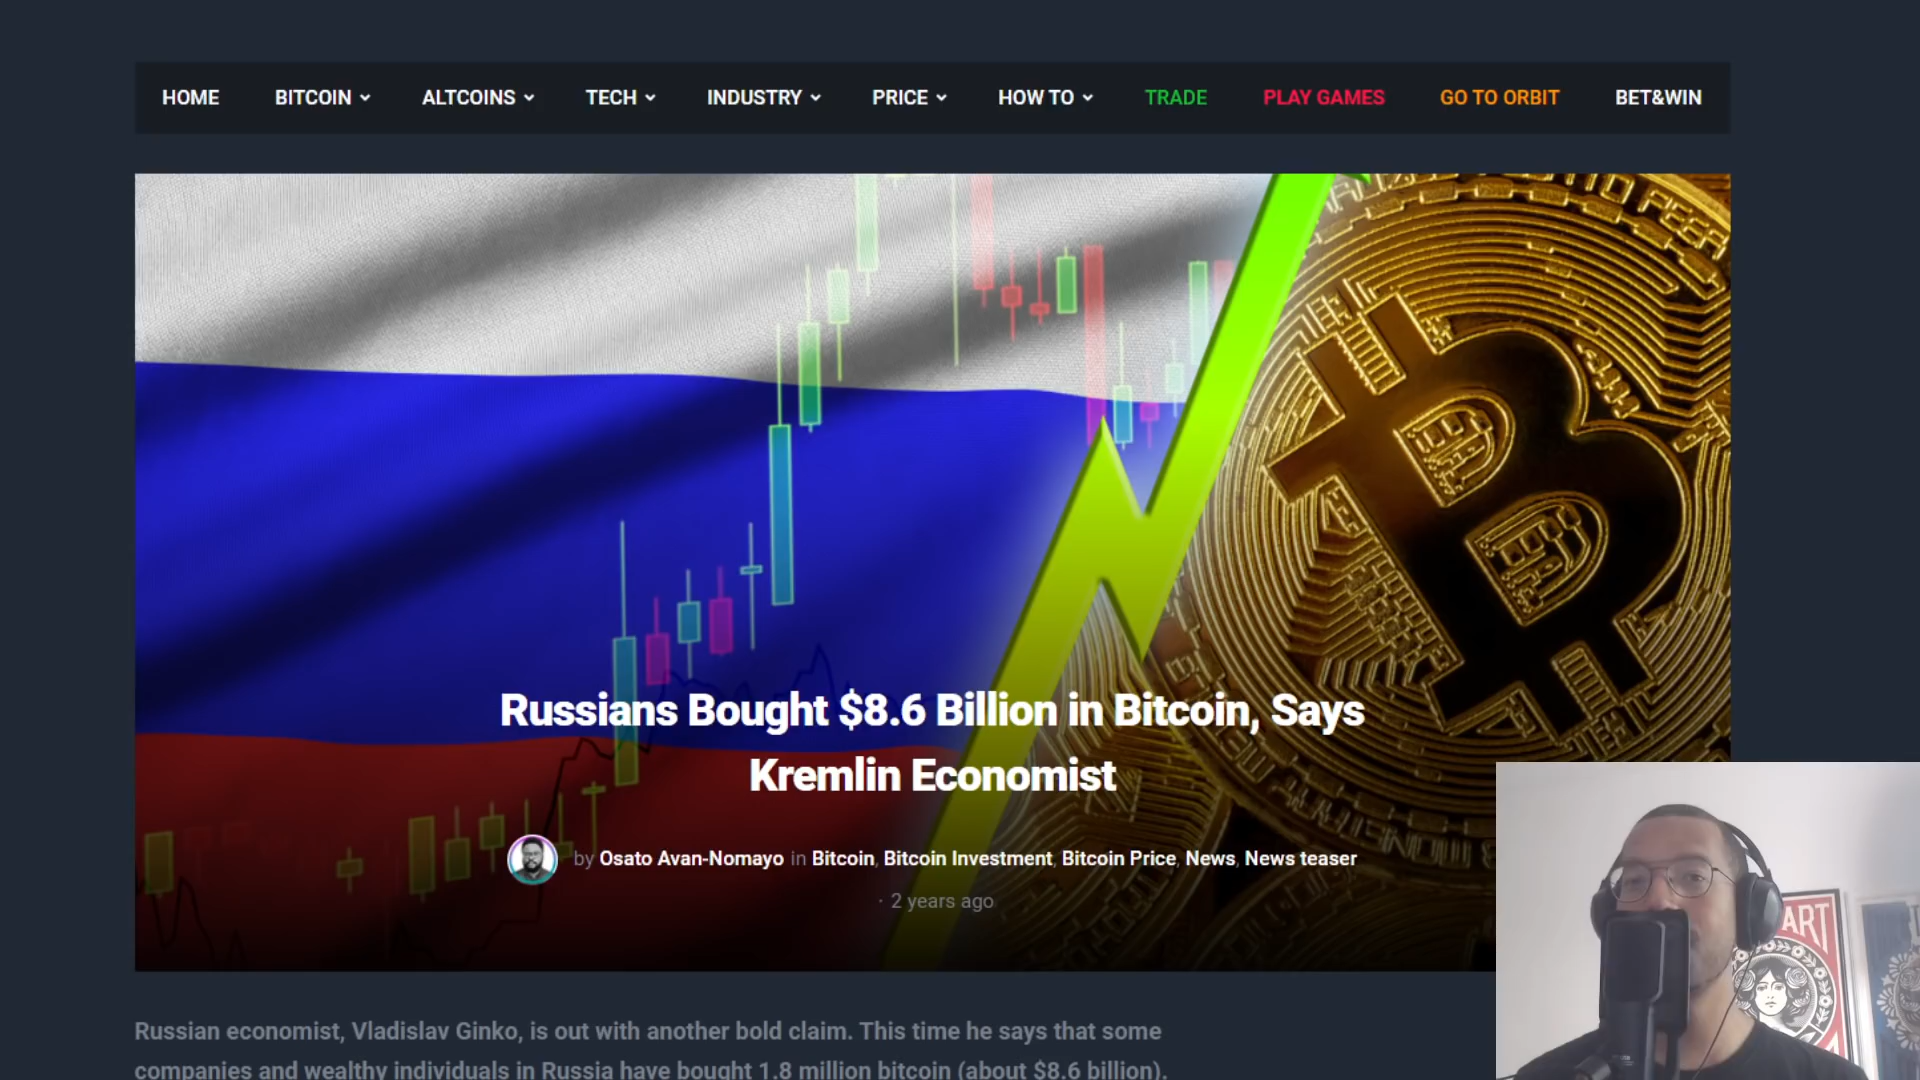 HOME BITCOIN ALTCOINS TECH INDUSTRY PRICE HOW TO TRADE PLAY GAMES GO TO ORBIT BET&WIN
Russians Bought $8.6 Billion in Bitcoin, Says
Kremlin Economist
by Osato Avan-Nomayo in Bitcoin, Bitcoin Investment, Bitcoin Price, News, News teaser
· 2 years ago
ART
Russian economist, Vladislav Ginko, is out with another bold claim. This time he says that some
companies and wealthy individuals in Russia have bought 1.8 million bitcoin (about $8.6 billion).